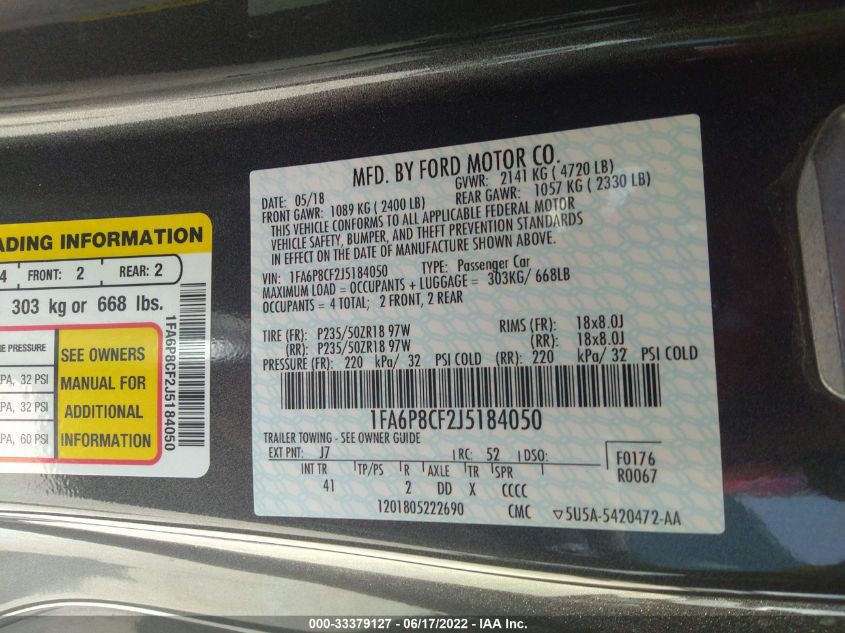 MFD. BY FORD MOTOR CO.
DATE: 05/18
GVWR: 2141 KG ( 4720 LB)
FRONT GAWR: 1089 KG ( 2400 LB)
REAR GAWR: 1057 KG ( 2330 LB)
THIS VEHICLE CONFORMS TO ALL APPLICABLE FEDERAL MOTOR
VEHICLE SAFETY, BUMPER, AND THEFT PREVENTION STANDARDS
IN EFFECT ON THE DATE OF MANUFACTURE SHOWN ABOVE.
VIN: 1FA6P8CF2J5184050 TYPE: Passenger Car
MAXIMUM LOAD = OCCUPANTS + LUGGAGE = 303KG/ 668LB
OCCUPANTS = 4 TOTAL; 2 FRONT, 2 REAR
TIRE (FR): P235/50ZR18 97W RIMS (FR): 18x8.0J
(RR): P235/50ZR18 97W (RR): 18x8.0J
PRESSURE (FR): 220 kPa/ 32 PSI COLD (RR): 220 kPa/ 32 PSI COLD
1FA6P8CF2J5184050
TRAILER TOWING - SEE OWNER GUIDE
EXT PNT: J7 RC: 52 DSO:
F0176
R0067
INT TR TP/PS R AXLE TR SPR
41 2 DD X CCCC
1201805222690 CMC ▽5U5A-5420472-AA
ADING INFORMATION
4 FRONT: 2 REAR: 2
303 kg or 668 lbs.
RE PRESSURE
PA, 32 PSI
PA, 32 PSI
PA, 60 PSI
SEE OWNERS
MANUAL FOR
ADDITIONAL
INFORMATION
1FA6P8CF2J5184050
000-33379127 - 06/17/2022 - IAA Inc.